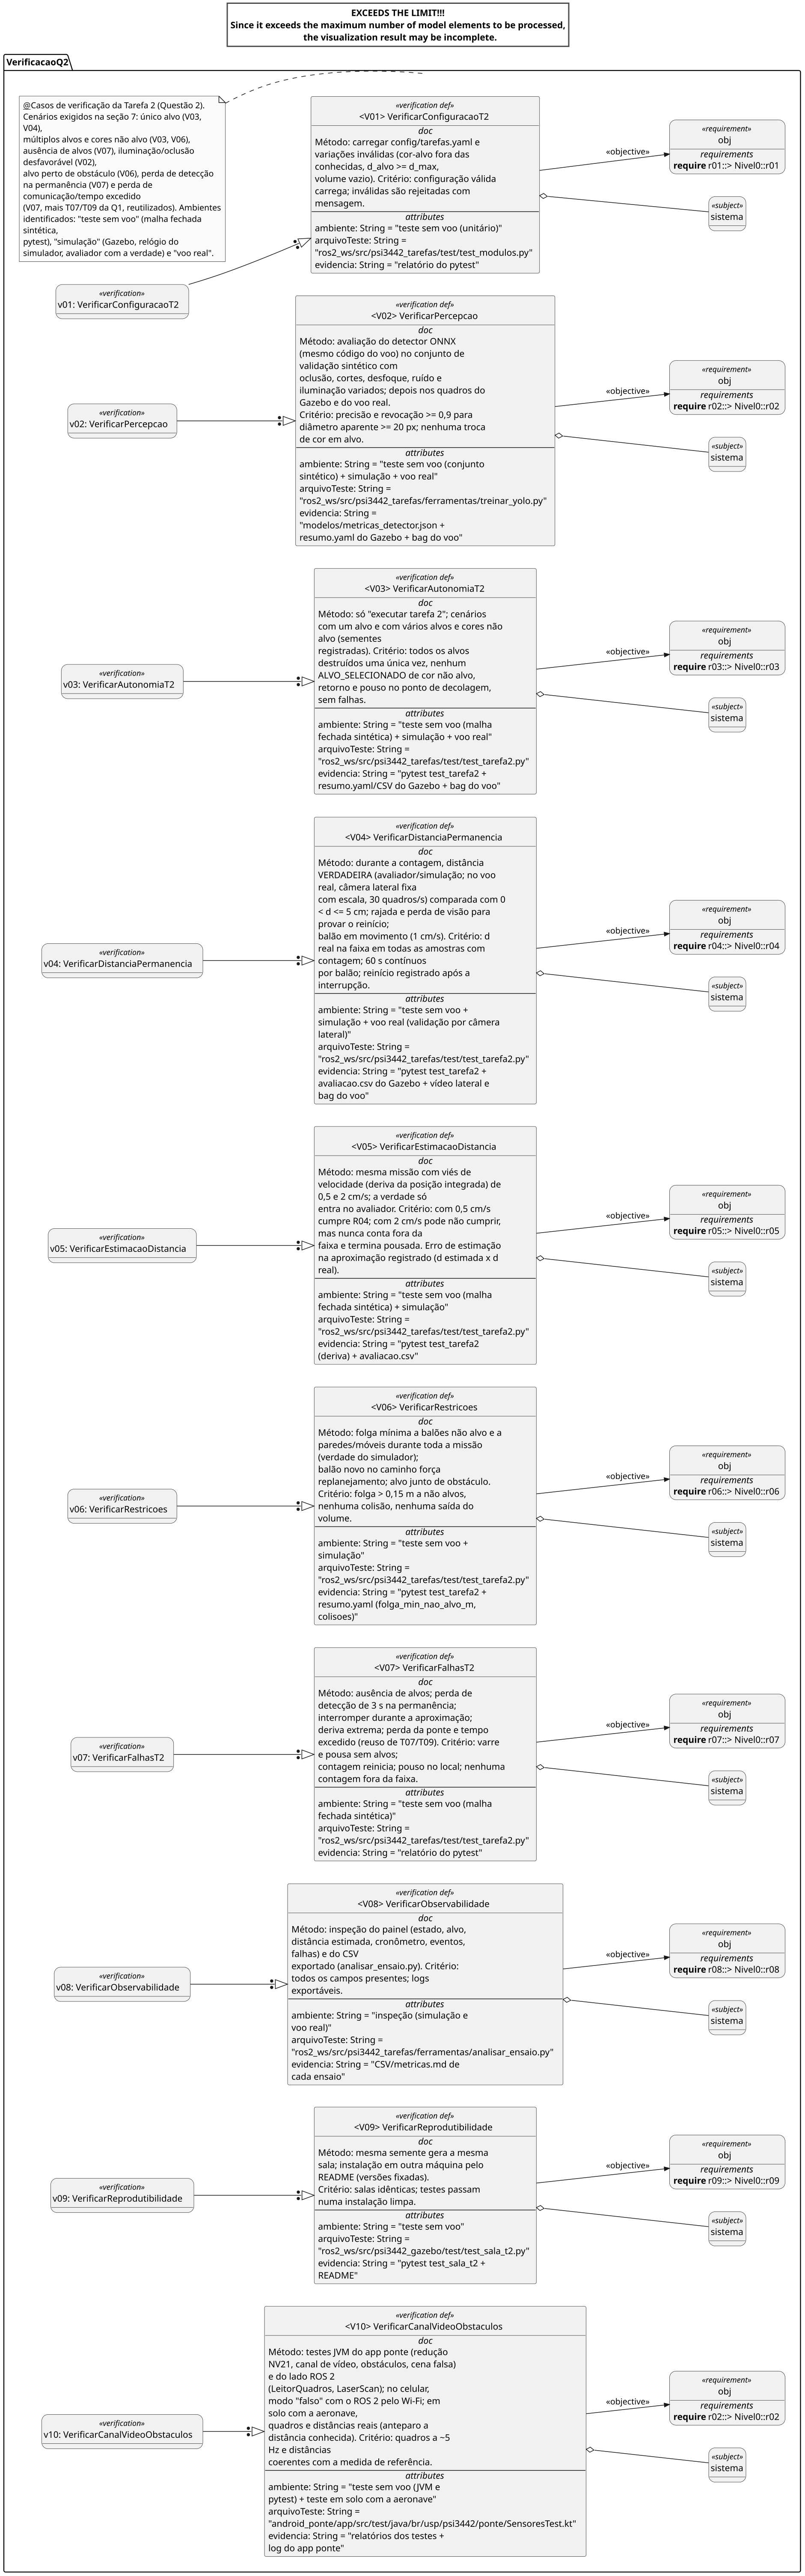 EXCEEDS THE LIMIT!!!
Since it exceeds the maximum number of model elements to be processed,
the visualization result may be incomplete.
VerificacaoQ2
@Casos de verificação da Tarefa 2 (Questão 2).
Cenários exigidos na seção 7: único alvo (V03,
V04),
múltiplos alvos e cores não alvo (V03, V06),
ausência de alvos (V07), iluminação/oclusão
desfavorável (V02),
alvo perto de obstáculo (V06), perda de detecção
na permanência (V07) e perda de
comunicação/tempo excedido
(V07, mais T07/T09 da Q1, reutilizados). Ambientes
identificados: "teste sem voo" (malha fechada
sintética,
pytest), "simulação" (Gazebo, relógio do
simulador, avaliador com a verdade) e "voo real".
«verification»
v01: VerificarConfiguracaoT2
«verification def»
<V01> VerificarConfiguracaoT2
doc
Método: carregar config/tarefas.yaml e
variações inválidas (cor-alvo fora das
conhecidas, d_alvo >= d_max,
volume vazio). Critério: configuração válida
carrega; inválidas são rejeitadas com
mensagem.
attributes
ambiente: String = "teste sem voo (unitário)"
arquivoTeste: String =
"ros2_ws/src/psi3442_tarefas/test/test_modulos.py"
evidencia: String = "relatório do pytest"
«objective»
«requirement»
obj
requirements
require r01::> Nivel0::r01
«subject»
sistema
«verification»
v02: VerificarPercepcao
«verification def»
<V02> VerificarPercepcao
doc
Método: avaliação do detector ONNX
(mesmo código do voo) no conjunto de
validação sintético com
oclusão, cortes, desfoque, ruído e
iluminação variados; depois nos quadros do
Gazebo e do voo real.
Critério: precisão e revocação >= 0,9 para
diâmetro aparente >= 20 px; nenhuma troca
de cor em alvo.
attributes
ambiente: String = "teste sem voo (conjunto
sintético) + simulação + voo real"
arquivoTeste: String =
"ros2_ws/src/psi3442_tarefas/ferramentas/treinar_yolo.py"
evidencia: String =
"modelos/metricas_detector.json +
resumo.yaml do Gazebo + bag do voo"
«objective»
«requirement»
obj
requirements
require r02::> Nivel0::r02
«subject»
sistema
«verification»
v03: VerificarAutonomiaT2
«verification def»
<V03> VerificarAutonomiaT2
doc
Método: só "executar tarefa 2"; cenários
com um alvo e com vários alvos e cores não
alvo (sementes
registradas). Critério: todos os alvos
destruídos uma única vez, nenhum
ALVO_SELECIONADO de cor não alvo,
retorno e pouso no ponto de decolagem,
sem falhas.
attributes
ambiente: String = "teste sem voo (malha
fechada sintética) + simulação + voo real"
arquivoTeste: String =
"ros2_ws/src/psi3442_tarefas/test/test_tarefa2.py"
evidencia: String = "pytest test_tarefa2 +
resumo.yaml/CSV do Gazebo + bag do voo"
«objective»
«requirement»
obj
requirements
require r03::> Nivel0::r03
«subject»
sistema
«verification»
v04: VerificarDistanciaPermanencia
«verification def»
<V04> VerificarDistanciaPermanencia
doc
Método: durante a contagem, distância
VERDADEIRA (avaliador/simulação; no voo
real, câmera lateral fixa
com escala, 30 quadros/s) comparada com 0
< d <= 5 cm; rajada e perda de visão para
provar o reinício;
balão em movimento (1 cm/s). Critério: d
real na faixa em todas as amostras com
contagem; 60 s contínuos
por balão; reinício registrado após a
interrupção.
attributes
ambiente: String = "teste sem voo +
simulação + voo real (validação por câmera
lateral)"
arquivoTeste: String =
"ros2_ws/src/psi3442_tarefas/test/test_tarefa2.py"
evidencia: String = "pytest test_tarefa2 +
avaliacao.csv do Gazebo + vídeo lateral e
bag do voo"
«objective»
«requirement»
obj
requirements
require r04::> Nivel0::r04
«subject»
sistema
«verification»
v05: VerificarEstimacaoDistancia
«verification def»
<V05> VerificarEstimacaoDistancia
doc
Método: mesma missão com viés de
velocidade (deriva da posição integrada) de
0,5 e 2 cm/s; a verdade só
entra no avaliador. Critério: com 0,5 cm/s
cumpre R04; com 2 cm/s pode não cumprir,
mas nunca conta fora da
faixa e termina pousada. Erro de estimação
na aproximação registrado (d estimada x d
real).
attributes
ambiente: String = "teste sem voo (malha
fechada sintética) + simulação"
arquivoTeste: String =
"ros2_ws/src/psi3442_tarefas/test/test_tarefa2.py"
evidencia: String = "pytest test_tarefa2
(deriva) + avaliacao.csv"
«objective»
«requirement»
obj
requirements
require r05::> Nivel0::r05
«subject»
sistema
«verification»
v06: VerificarRestricoes
«verification def»
<V06> VerificarRestricoes
doc
Método: folga mínima a balões não alvo e a
paredes/móveis durante toda a missão
(verdade do simulador);
balão novo no caminho força
replanejamento; alvo junto de obstáculo.
Critério: folga > 0,15 m a não alvos,
nenhuma colisão, nenhuma saída do
volume.
attributes
ambiente: String = "teste sem voo +
simulação"
arquivoTeste: String =
"ros2_ws/src/psi3442_tarefas/test/test_tarefa2.py"
evidencia: String = "pytest test_tarefa2 +
resumo.yaml (folga_min_nao_alvo_m,
colisoes)"
«objective»
«requirement»
obj
requirements
require r06::> Nivel0::r06
«subject»
sistema
«verification»
v07: VerificarFalhasT2
«verification def»
<V07> VerificarFalhasT2
doc
Método: ausência de alvos; perda de
detecção de 3 s na permanência;
interromper durante a aproximação;
deriva extrema; perda da ponte e tempo
excedido (reuso de T07/T09). Critério: varre
e pousa sem alvos;
contagem reinicia; pouso no local; nenhuma
contagem fora da faixa.
attributes
ambiente: String = "teste sem voo (malha
fechada sintética)"
arquivoTeste: String =
"ros2_ws/src/psi3442_tarefas/test/test_tarefa2.py"
evidencia: String = "relatório do pytest"
«objective»
«requirement»
obj
requirements
require r07::> Nivel0::r07
«subject»
sistema
«verification»
v08: VerificarObservabilidade
«verification def»
<V08> VerificarObservabilidade
doc
Método: inspeção do painel (estado, alvo,
distância estimada, cronômetro, eventos,
falhas) e do CSV
exportado (analisar_ensaio.py). Critério:
todos os campos presentes; logs
exportáveis.
attributes
ambiente: String = "inspeção (simulação e
voo real)"
arquivoTeste: String =
"ros2_ws/src/psi3442_tarefas/ferramentas/analisar_ensaio.py"
evidencia: String = "CSV/metricas.md de
cada ensaio"
«objective»
«requirement»
obj
requirements
require r08::> Nivel0::r08
«subject»
sistema
«verification»
v09: VerificarReprodutibilidade
«verification def»
<V09> VerificarReprodutibilidade
doc
Método: mesma semente gera a mesma
sala; instalação em outra máquina pelo
README (versões fixadas).
Critério: salas idênticas; testes passam
numa instalação limpa.
attributes
ambiente: String = "teste sem voo"
arquivoTeste: String =
"ros2_ws/src/psi3442_gazebo/test/test_sala_t2.py"
evidencia: String = "pytest test_sala_t2 +
README"
«objective»
«requirement»
obj
requirements
require r09::> Nivel0::r09
«subject»
sistema
«verification»
v10: VerificarCanalVideoObstaculos
«verification def»
<V10> VerificarCanalVideoObstaculos
doc
Método: testes JVM do app ponte (redução
NV21, canal de vídeo, obstáculos, cena falsa)
e do lado ROS 2
(LeitorQuadros, LaserScan); no celular,
modo "falso" com o ROS 2 pelo Wi-Fi; em
solo com a aeronave,
quadros e distâncias reais (anteparo a
distância conhecida). Critério: quadros a ~5
Hz e distâncias
coerentes com a medida de referência.
attributes
ambiente: String = "teste sem voo (JVM e
pytest) + teste em solo com a aeronave"
arquivoTeste: String =
"android_ponte/app/src/test/java/br/usp/psi3442/ponte/SensoresTest.kt"
evidencia: String = "relatórios dos testes +
log do app ponte"
«objective»
«requirement»
obj
requirements
require r02::> Nivel0::r02
«subject»
sistema